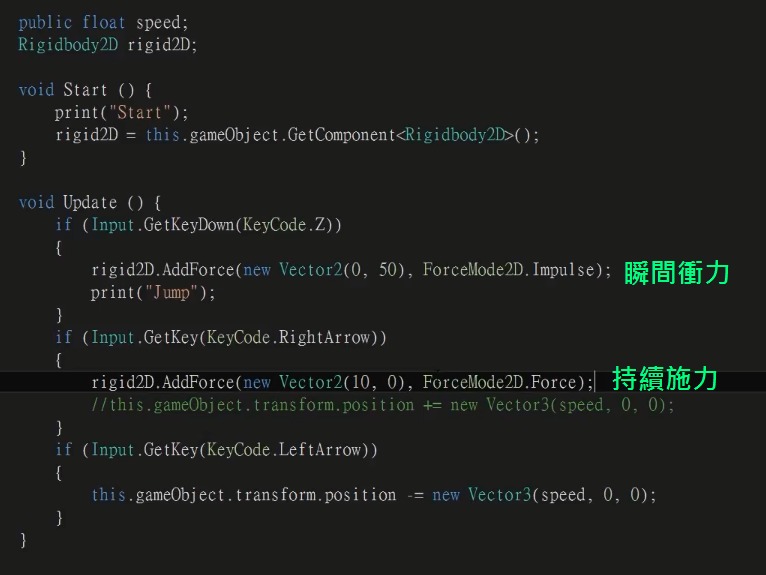 public float speed;
Rigidbody2D rigid2D;
void Start () {
print("Start");
rigid2D = this.gameObject.GetComponent<Rigidbody2D>();
}
void Update () {
if (Input.GetKeyDown(KeyCode.Z))
{
rigid2D.AddForce(new Vector2(0, 50), ForceMode2D.Impulse); 瞬間衝力
print("Jump");
}
if (Input.GetKey(KeyCode.RightArrow))
{
rigid2D.AddForce(new Vector2(10, 0), ForceMode2D.Force); 持續施力
//this.gameObject.transform.position += new Vector3(speed, 0, 0);
}
if (Input.GetKey(KeyCode.LeftArrow))
{
this.gameObject.transform.position -= new Vector3(speed, 0, 0);
}
}